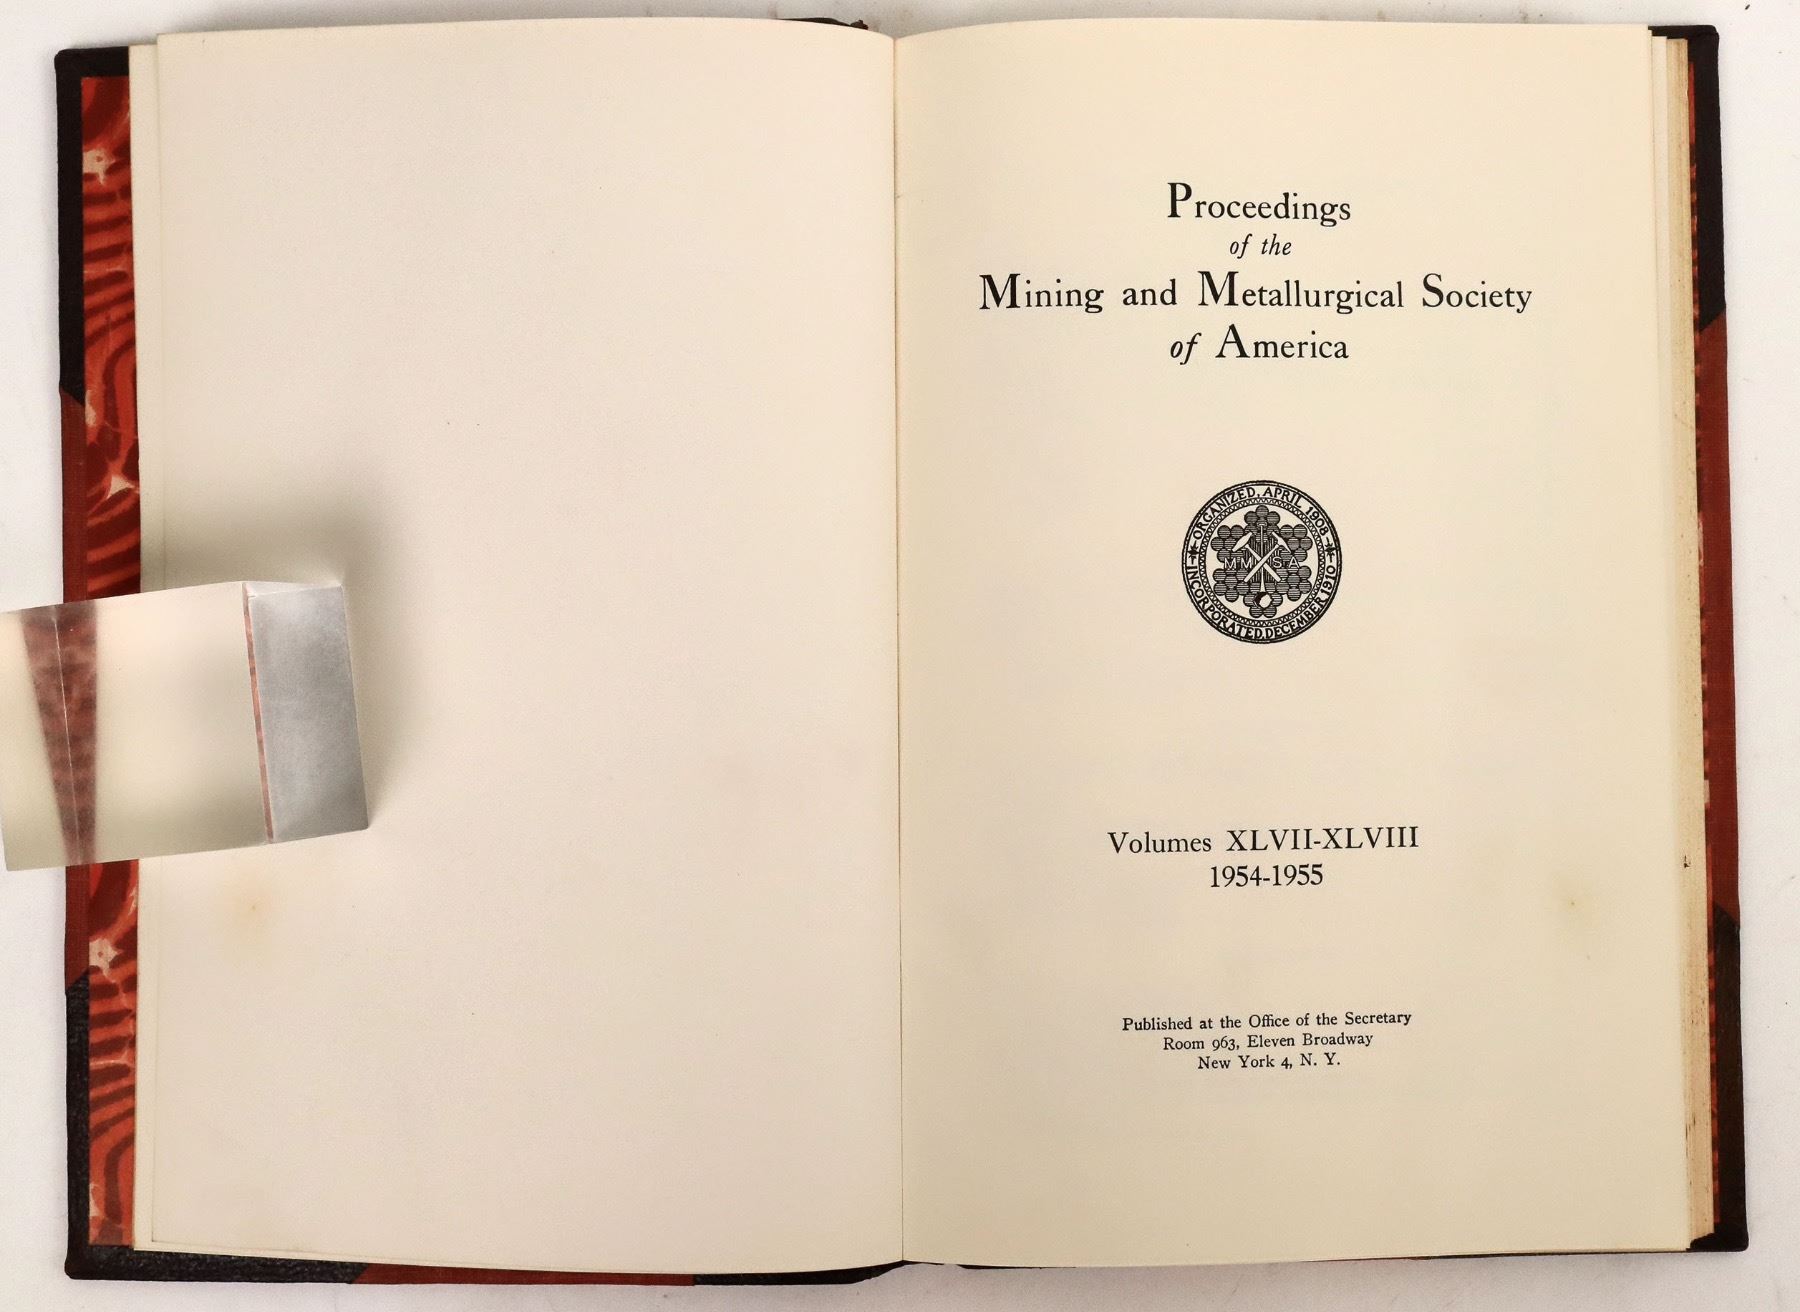 Proceedings
of the
Mining and Metallurgical Society
of America
ORGANIZED, APRIL 1908
MMSA
INCORPORATED, DECEMBER 1910
Volumes XLVII-XLVIII
1954-1955
Published at the Office of the Secretary
Room 963, Eleven Broadway
New York 4, N. Y.